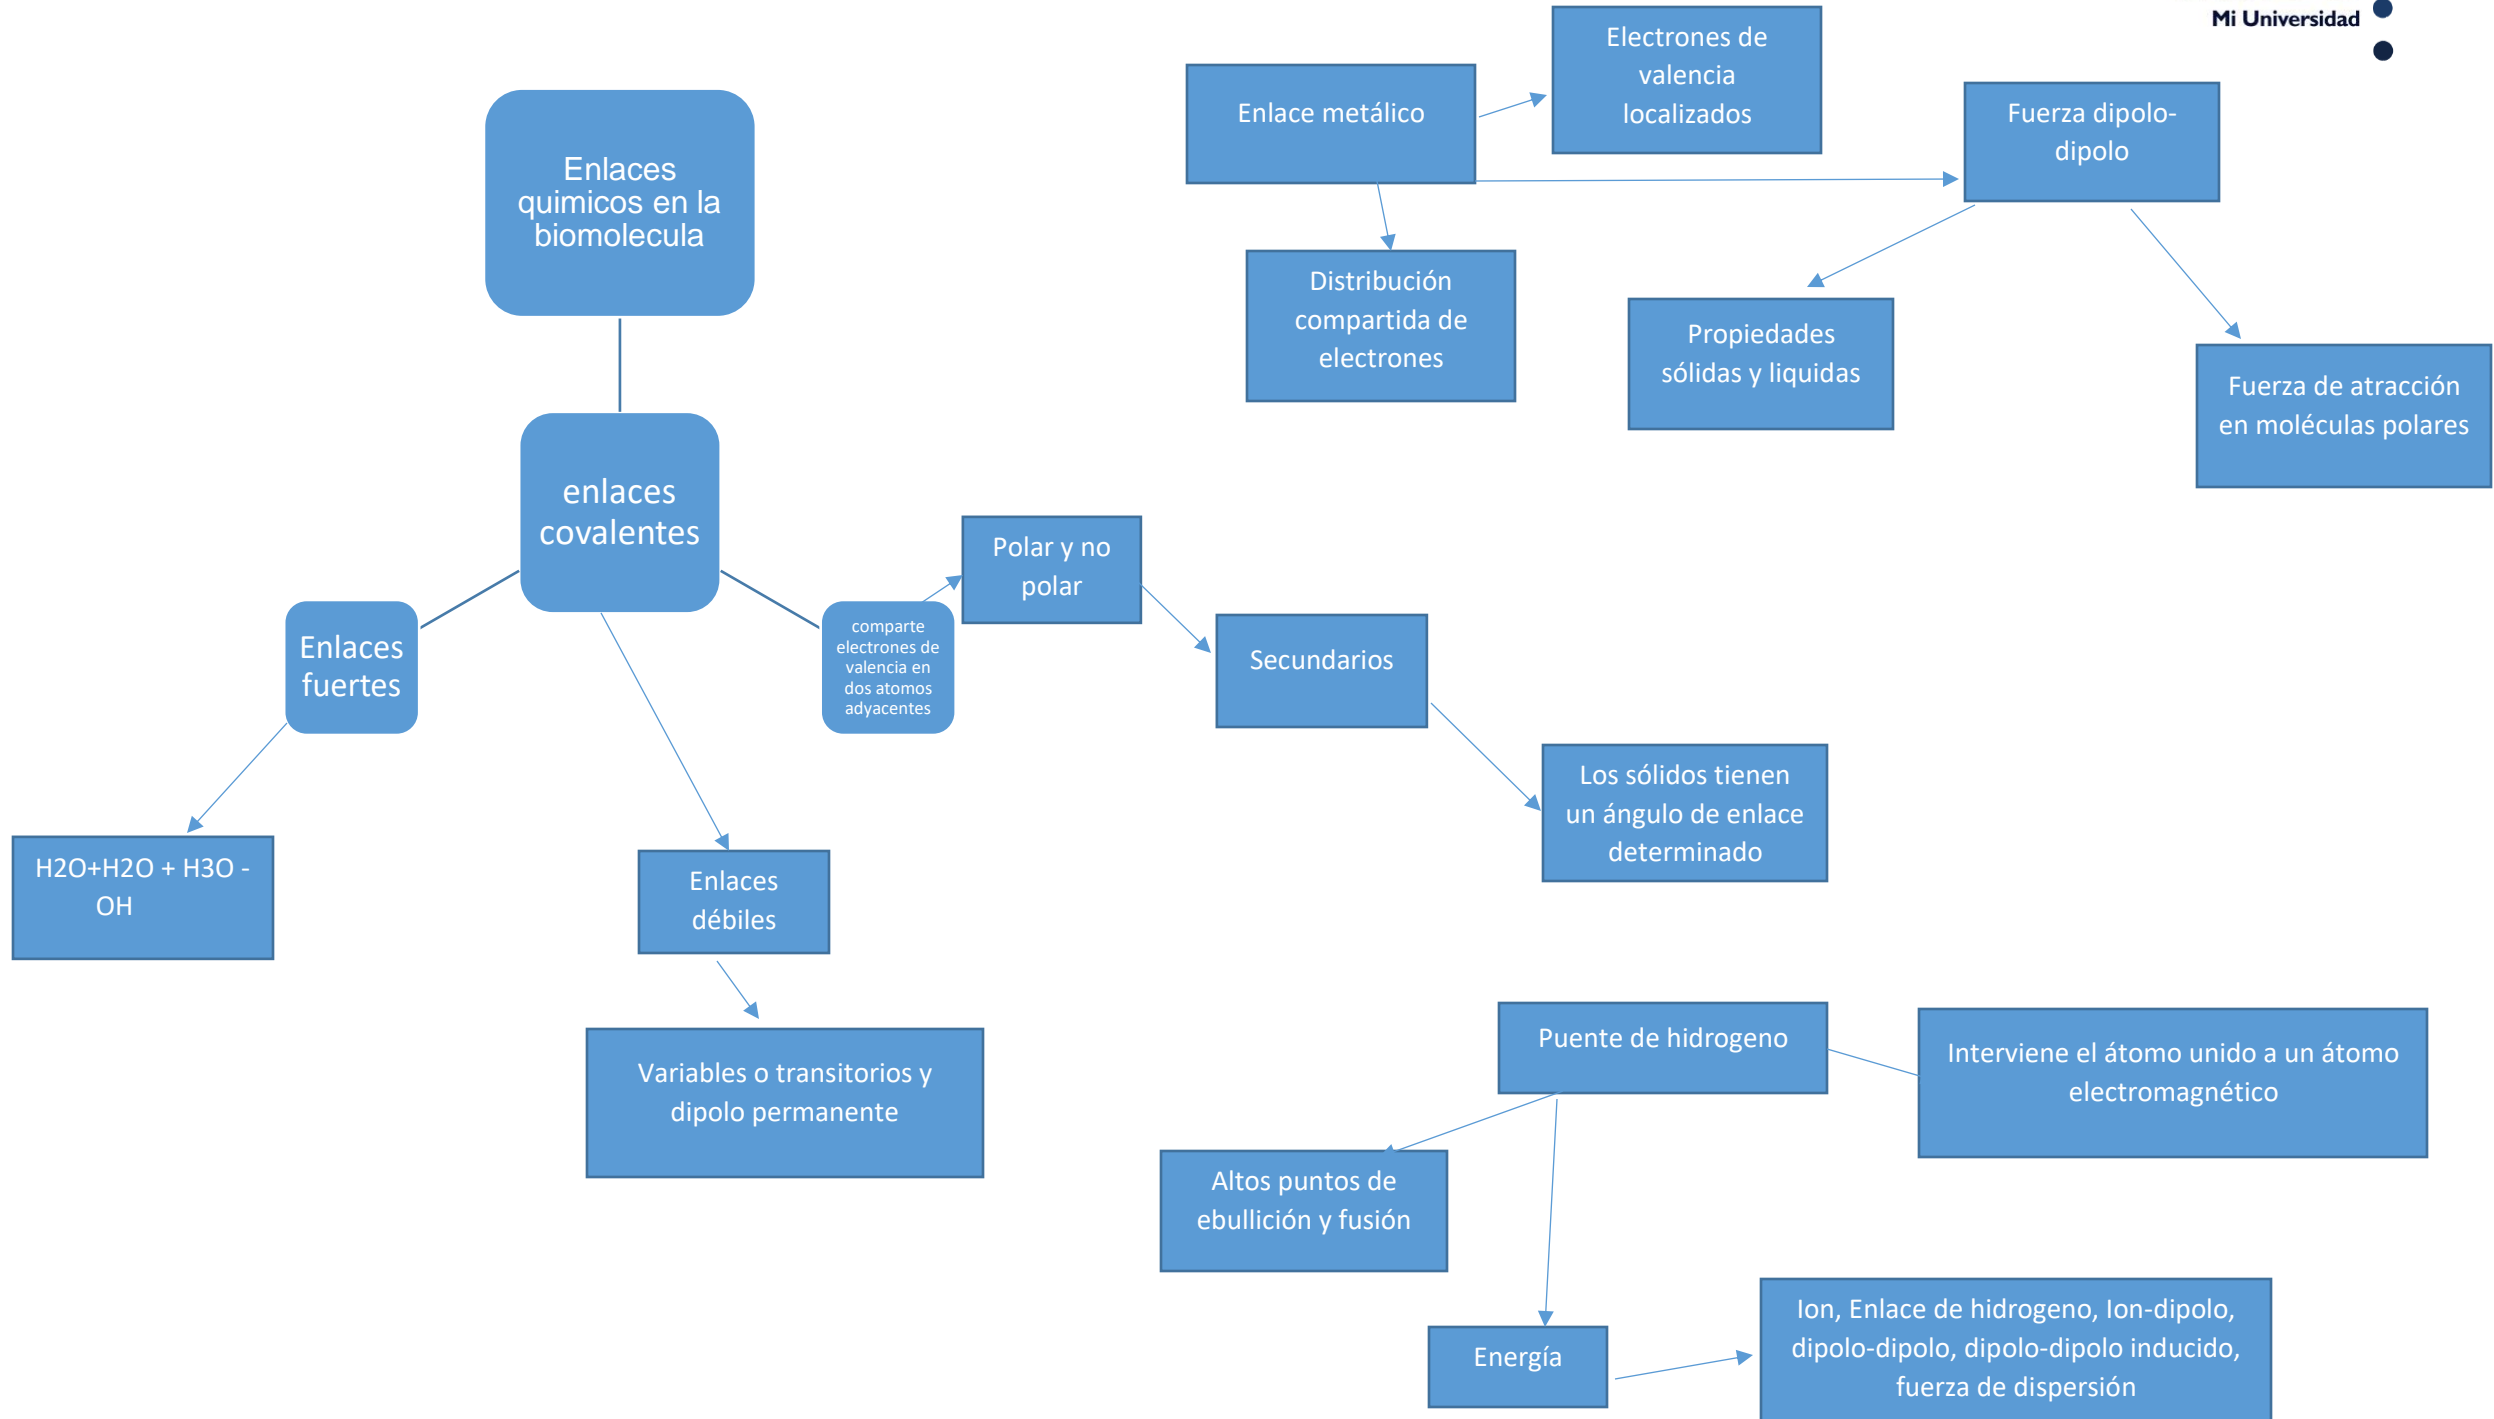 Mi Universidad
Enlaces
quimicos en la
biomolecula
enlaces
covalentes
Enlaces
fuertes
comparte
electrones de
valencia en
dos atomos
adyacentes
H2O+H2O + H3O -
OH
Enlaces
débiles
Variables o transitorios y
dipolo permanente
Polar y no
polar
Secundarios
Los sólidos tienen
un ángulo de enlace
determinado
Enlace metálico
Electrones de
valencia
localizados
Distribución
compartida de
electrones
Fuerza dipolo-
dipolo
Propiedades
sólidas y liquidas
Fuerza de atracción
en moléculas polares
Puente de hidrogeno
Interviene el átomo unido a un átomo
electromagnético
Altos puntos de
ebullición y fusión
Energía
Ion, Enlace de hidrogeno, Ion-dipolo,
dipolo-dipolo, dipolo-dipolo inducido,
fuerza de dispersión